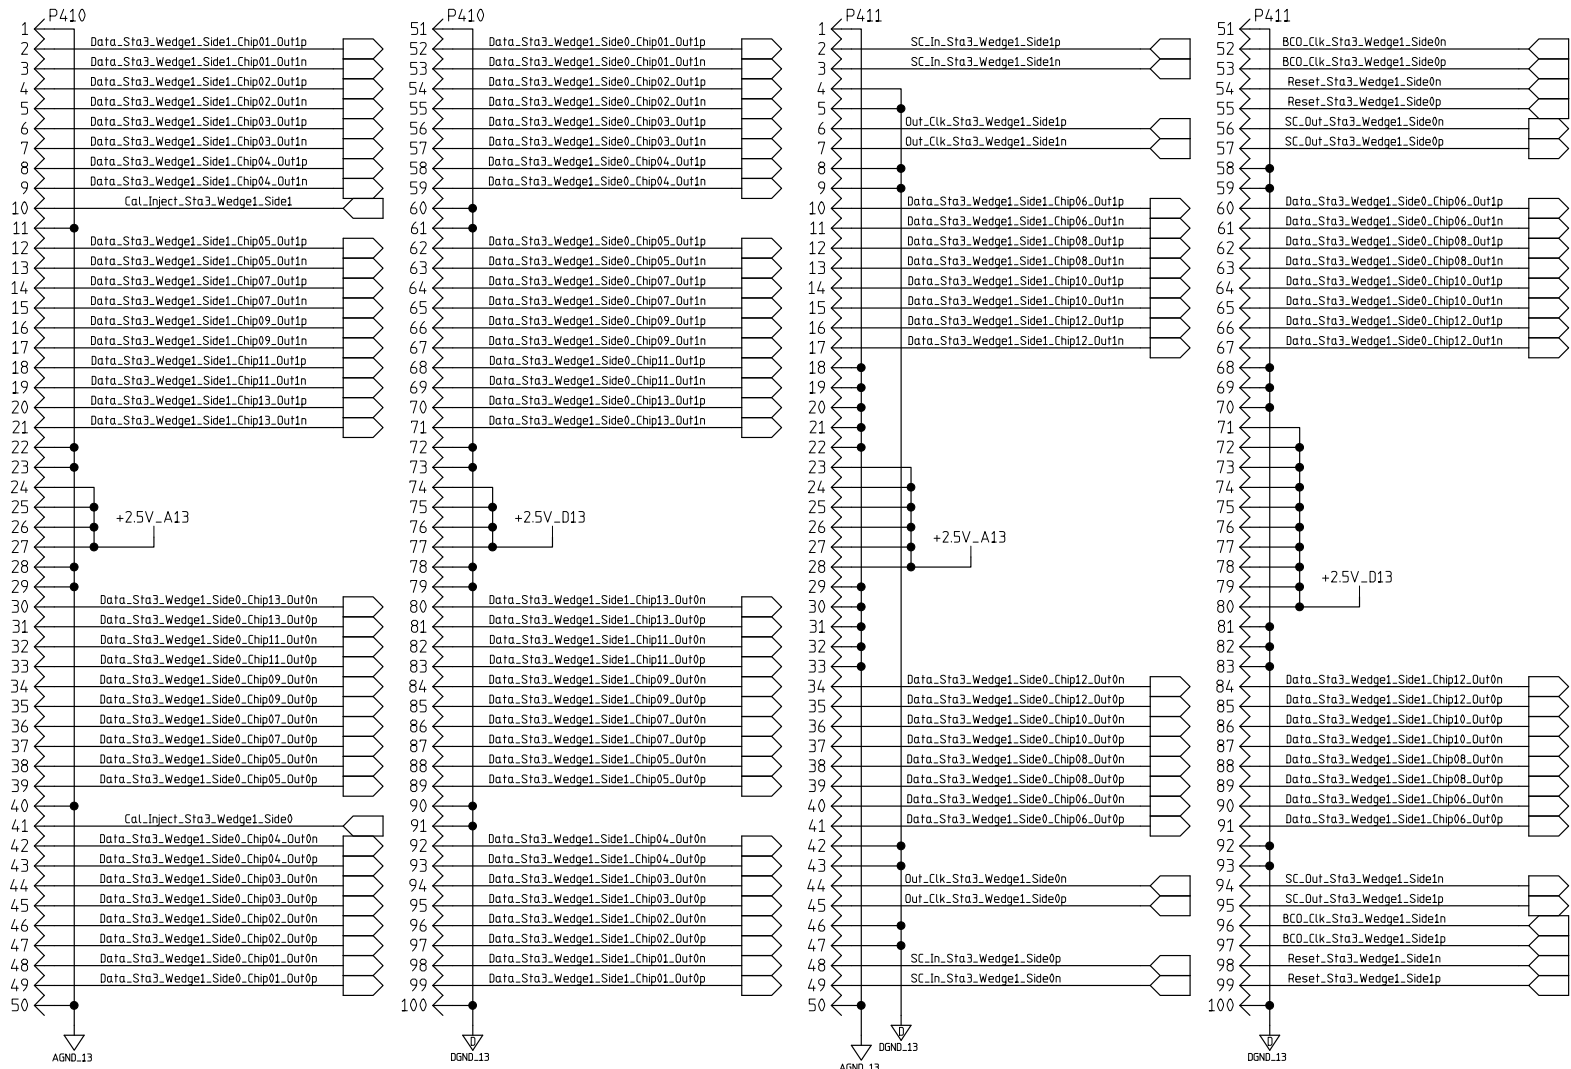 P410
1
2 Data_Sta3_Wedge1_Side1_Chip01_Out1p
3 Data_Sta3_Wedge1_Side1_Chip01_Out1n
4 Data_Sta3_Wedge1_Side1_Chip02_Out1p
5 Data_Sta3_Wedge1_Side1_Chip02_Out1n
6 Data_Sta3_Wedge1_Side1_Chip03_Out1p
7 Data_Sta3_Wedge1_Side1_Chip03_Out1n
8 Data_Sta3_Wedge1_Side1_Chip04_Out1p
9 Data_Sta3_Wedge1_Side1_Chip04_Out1n
10 Cal_Inject_Sta3_Wedge1_Side1
11
12 Data_Sta3_Wedge1_Side1_Chip05_Out1p
13 Data_Sta3_Wedge1_Side1_Chip05_Out1n
14 Data_Sta3_Wedge1_Side1_Chip07_Out1p
15 Data_Sta3_Wedge1_Side1_Chip07_Out1n
16 Data_Sta3_Wedge1_Side1_Chip09_Out1p
17 Data_Sta3_Wedge1_Side1_Chip09_Out1n
18 Data_Sta3_Wedge1_Side1_Chip11_Out1p
19 Data_Sta3_Wedge1_Side1_Chip11_Out1n
20 Data_Sta3_Wedge1_Side1_Chip13_Out1p
21 Data_Sta3_Wedge1_Side1_Chip13_Out1n
22
23
24
25
+2.5V_A13
26
27
28
29
30 Data_Sta3_Wedge1_Side0_Chip13_Out0n
31 Data_Sta3_Wedge1_Side0_Chip13_Out0p
32 Data_Sta3_Wedge1_Side0_Chip11_Out0n
33 Data_Sta3_Wedge1_Side0_Chip11_Out0p
34 Data_Sta3_Wedge1_Side0_Chip09_Out0n
35 Data_Sta3_Wedge1_Side0_Chip09_Out0p
36 Data_Sta3_Wedge1_Side0_Chip07_Out0n
37 Data_Sta3_Wedge1_Side0_Chip07_Out0p
38 Data_Sta3_Wedge1_Side0_Chip05_Out0n
39 Data_Sta3_Wedge1_Side0_Chip05_Out0p
40
41 Cal_Inject_Sta3_Wedge1_Side0
42 Data_Sta3_Wedge1_Side0_Chip04_Out0n
43 Data_Sta3_Wedge1_Side0_Chip04_Out0p
44 Data_Sta3_Wedge1_Side0_Chip03_Out0n
45 Data_Sta3_Wedge1_Side0_Chip03_Out0p
46 Data_Sta3_Wedge1_Side0_Chip02_Out0n
47 Data_Sta3_Wedge1_Side0_Chip02_Out0p
48 Data_Sta3_Wedge1_Side0_Chip01_Out0n
49 Data_Sta3_Wedge1_Side0_Chip01_Out0p
50
AGND_13
P410
51
52 Data_Sta3_Wedge1_Side0_Chip01_Out1p
53 Data_Sta3_Wedge1_Side0_Chip01_Out1n
54 Data_Sta3_Wedge1_Side0_Chip02_Out1p
55 Data_Sta3_Wedge1_Side0_Chip02_Out1n
56 Data_Sta3_Wedge1_Side0_Chip03_Out1p
57 Data_Sta3_Wedge1_Side0_Chip03_Out1n
58 Data_Sta3_Wedge1_Side0_Chip04_Out1p
59 Data_Sta3_Wedge1_Side0_Chip04_Out1n
60
61
62 Data_Sta3_Wedge1_Side0_Chip05_Out1p
63 Data_Sta3_Wedge1_Side0_Chip05_Out1n
64 Data_Sta3_Wedge1_Side0_Chip07_Out1p
65 Data_Sta3_Wedge1_Side0_Chip07_Out1n
66 Data_Sta3_Wedge1_Side0_Chip09_Out1p
67 Data_Sta3_Wedge1_Side0_Chip09_Out1n
68 Data_Sta3_Wedge1_Side0_Chip11_Out1p
69 Data_Sta3_Wedge1_Side0_Chip11_Out1n
70 Data_Sta3_Wedge1_Side0_Chip13_Out1p
71 Data_Sta3_Wedge1_Side0_Chip13_Out1n
72
73
74
75
+2.5V_D13
76
77
78
79
80 Data_Sta3_Wedge1_Side1_Chip13_Out0n
81 Data_Sta3_Wedge1_Side1_Chip13_Out0p
82 Data_Sta3_Wedge1_Side1_Chip11_Out0n
83 Data_Sta3_Wedge1_Side1_Chip11_Out0p
84 Data_Sta3_Wedge1_Side1_Chip09_Out0n
85 Data_Sta3_Wedge1_Side1_Chip09_Out0p
86 Data_Sta3_Wedge1_Side1_Chip07_Out0n
87 Data_Sta3_Wedge1_Side1_Chip07_Out0p
88 Data_Sta3_Wedge1_Side1_Chip05_Out0n
89 Data_Sta3_Wedge1_Side1_Chip05_Out0p
90
91
92 Data_Sta3_Wedge1_Side1_Chip04_Out0n
93 Data_Sta3_Wedge1_Side1_Chip04_Out0p
94 Data_Sta3_Wedge1_Side1_Chip03_Out0n
95 Data_Sta3_Wedge1_Side1_Chip03_Out0p
96 Data_Sta3_Wedge1_Side1_Chip02_Out0n
97 Data_Sta3_Wedge1_Side1_Chip02_Out0p
98 Data_Sta3_Wedge1_Side1_Chip01_Out0n
99 Data_Sta3_Wedge1_Side1_Chip01_Out0p
100
D
DGND_13
P411
1
2 SC_In_Sta3_Wedge1_Side1p
3 SC_In_Sta3_Wedge1_Side1n
4
5
6 Out_Clk_Sta3_Wedge1_Side1p
7 Out_Clk_Sta3_Wedge1_Side1n
8
9
10 Data_Sta3_Wedge1_Side1_Chip06_Out1p
11 Data_Sta3_Wedge1_Side1_Chip06_Out1n
12 Data_Sta3_Wedge1_Side1_Chip08_Out1p
13 Data_Sta3_Wedge1_Side1_Chip08_Out1n
14 Data_Sta3_Wedge1_Side1_Chip10_Out1p
15 Data_Sta3_Wedge1_Side1_Chip10_Out1n
16 Data_Sta3_Wedge1_Side1_Chip12_Out1p
17 Data_Sta3_Wedge1_Side1_Chip12_Out1n
18
19
20
21
22
23
24
25
26
+2.5V_A13
27
28
29
30
31
32
33
34 Data_Sta3_Wedge1_Side0_Chip12_Out0n
35 Data_Sta3_Wedge1_Side0_Chip12_Out0p
36 Data_Sta3_Wedge1_Side0_Chip10_Out0n
37 Data_Sta3_Wedge1_Side0_Chip10_Out0p
38 Data_Sta3_Wedge1_Side0_Chip08_Out0n
39 Data_Sta3_Wedge1_Side0_Chip08_Out0p
40 Data_Sta3_Wedge1_Side0_Chip06_Out0n
41 Data_Sta3_Wedge1_Side0_Chip06_Out0p
42
43
44 Out_Clk_Sta3_Wedge1_Side0n
45 Out_Clk_Sta3_Wedge1_Side0p
46
47
48 SC_In_Sta3_Wedge1_Side0p
49 SC_In_Sta3_Wedge1_Side0n
50
D
DGND_13
AGND_13
P411
51
52 BCO_Clk_Sta3_Wedge1_Side0n
53 BCO_Clk_Sta3_Wedge1_Side0p
54 Reset_Sta3_Wedge1_Side0n
55 Reset_Sta3_Wedge1_Side0p
56 SC_Out_Sta3_Wedge1_Side0n
57 SC_Out_Sta3_Wedge1_Side0p
58
59
60 Data_Sta3_Wedge1_Side0_Chip06_Out1p
61 Data_Sta3_Wedge1_Side0_Chip06_Out1n
62 Data_Sta3_Wedge1_Side0_Chip08_Out1p
63 Data_Sta3_Wedge1_Side0_Chip08_Out1n
64 Data_Sta3_Wedge1_Side0_Chip10_Out1p
65 Data_Sta3_Wedge1_Side0_Chip10_Out1n
66 Data_Sta3_Wedge1_Side0_Chip12_Out1p
67 Data_Sta3_Wedge1_Side0_Chip12_Out1n
68
69
70
71
72
73
74
75
76
77
78
+2.5V_D13
79
80
81
82
83
84 Data_Sta3_Wedge1_Side1_Chip12_Out0n
85 Data_Sta3_Wedge1_Side1_Chip12_Out0p
86 Data_Sta3_Wedge1_Side1_Chip10_Out0p
87 Data_Sta3_Wedge1_Side1_Chip10_Out0n
88 Data_Sta3_Wedge1_Side1_Chip08_Out0n
89 Data_Sta3_Wedge1_Side1_Chip08_Out0p
90 Data_Sta3_Wedge1_Side1_Chip06_Out0n
91 Data_Sta3_Wedge1_Side1_Chip06_Out0p
92
93
94 SC_Out_Sta3_Wedge1_Side1n
95 SC_Out_Sta3_Wedge1_Side1p
96 BCO_Clk_Sta3_Wedge1_Side1n
97 BCO_Clk_Sta3_Wedge1_Side1p
98 Reset_Sta3_Wedge1_Side1n
99 Reset_Sta3_Wedge1_Side1p
100
D
DGND_13